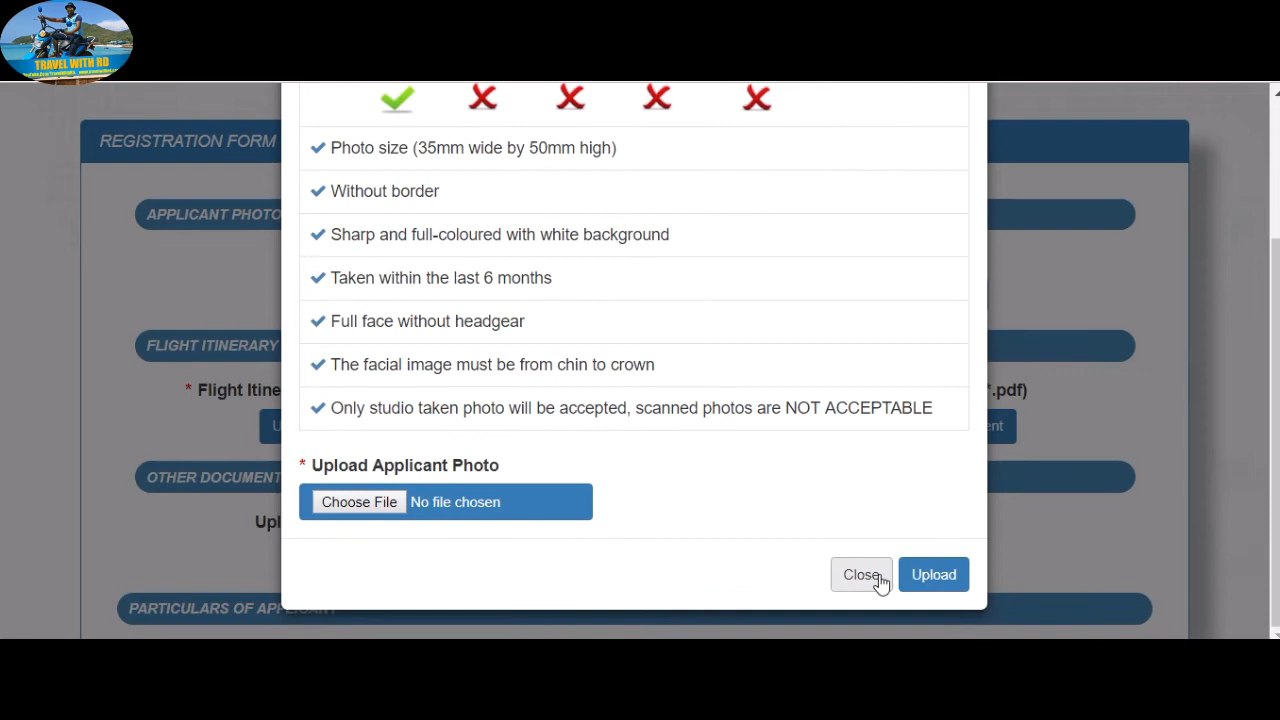 TRAVEL WITH RD
REGISTRATION FORM
Photo size (35mm wide by 50mm high)
Without border
APPLICANT PHOTO
Sharp and full-coloured with white background
Taken within the last 6 months
Full face without headgear
FLIGHT ITINERARY
The facial image must be from chin to crown
* Flight Itine
*.pdf)
Only studio taken photo will be accepted, scanned photos are NOT ACCEPTABLE
U
ent
* Upload Applicant Photo
OTHER DOCUMENT
Choose File No file chosen
Upl
Close Upload
PARTICULARS OF APPLICANT